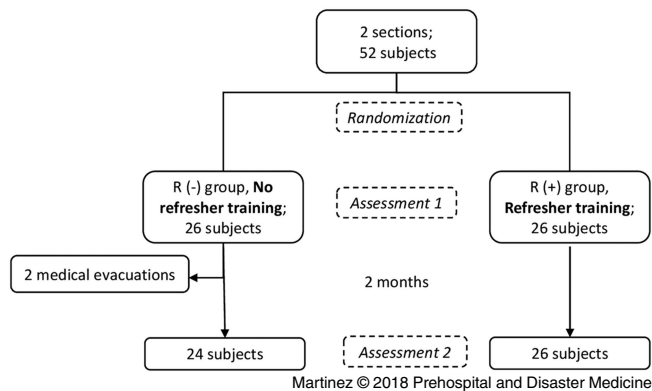 2 sections;
52 subjects
Randomization
R (-) group, No
refresher training;
26 subjects
Assessment 1
R (+) group,
Refresher training;
26 subjects
2 medical evacuations
2 months
24 subjects
Assessment 2
26 subjects
Martinez © 2018 Prehospital and Disaster Medicine